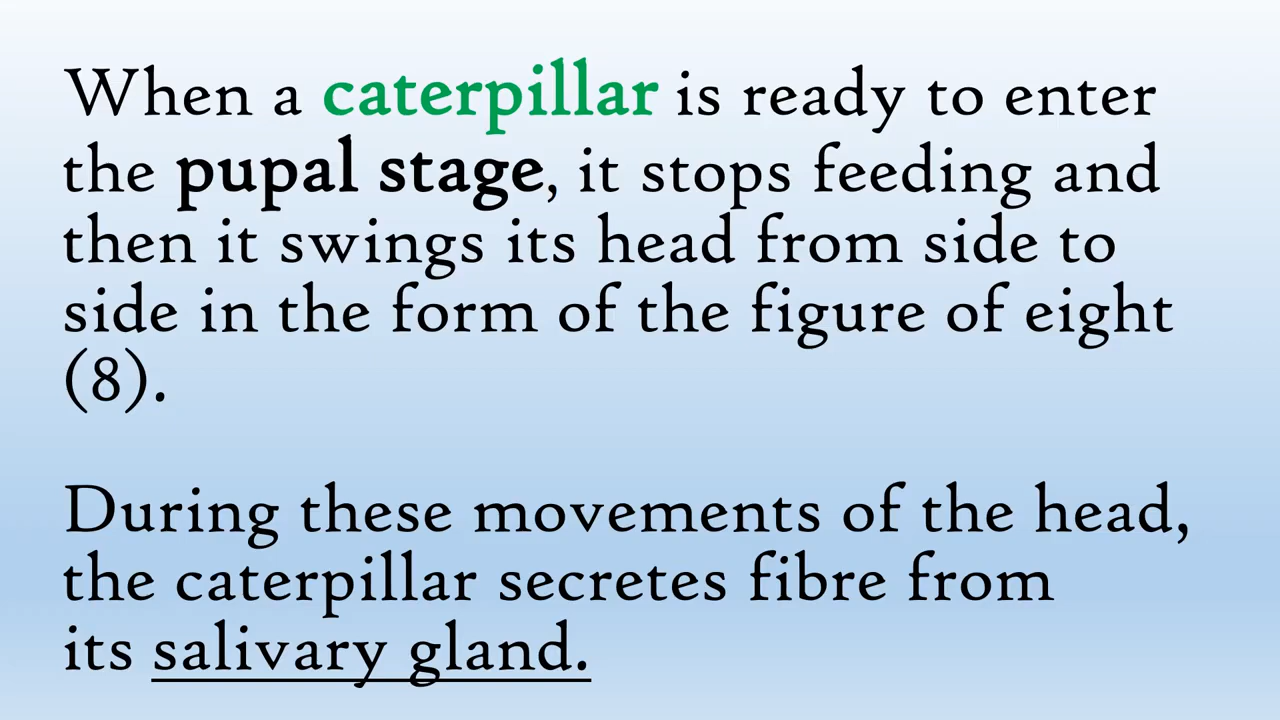 When a caterpillar is ready to enter
the pupal stage, it stops feeding and
then it swings its head from side to
side in the form of the figure of eight
(8).
During these movements of the head,
the caterpillar secretes fibre from
its salivary gland.